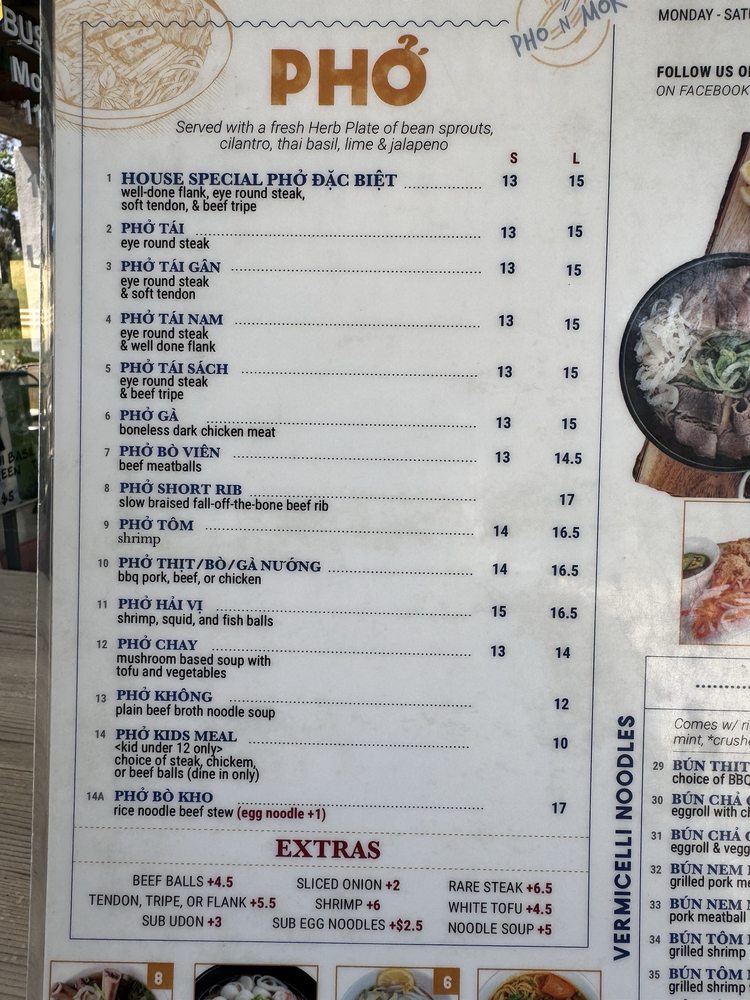 BUS
Mo
11
PHO N MOR
MONDAY - SAT
FOLLOW US O
ON FACEBOOK
PHỞ
Served with a fresh Herb Plate of bean sprouts,
cilantro, thai basil, lime & jalapeno
S L
1 HOUSE SPECIAL PHỞ ĐẶC BIỆT 13 15
well-done flank, eye round steak,
soft tendon, & beef tripe
2 PHỞ TÁI 13 15
eye round steak
3 PHỞ TÁI GÂN 13 15
eye round steak
& soft tendon
4 PHỞ TÁI NAM 13 15
eye round steak
& well done flank
5 PHỞ TÁI SÁCH 13 15
eye round steak
& beef tripe
6 PHỞ GÀ 13 15
boneless dark chicken meat
7 PHỞ BÒ VIÊN 13 14.5
beef meatballs
8 PHỞ SHORT RIB 17
slow braised fall-off-the-bone beef rib
9 PHỞ TÔM 14 16.5
shrimp
10 PHỞ THỊT/BÒ/GÀ NƯỚNG 14 16.5
bbq pork, beef, or chicken
11 PHỞ HẢI VỊ 15 16.5
shrimp, squid, and fish balls
12 PHỞ CHAY 13 14
mushroom based soup with
tofu and vegetables
13 PHỞ KHÔNG 12
plain beef broth noodle soup
14 PHỞ KIDS MEAL 10
<kid under 12 only>
choice of steak, chickem,
or beef balls (dine in only)
14A PHỞ BÒ KHO 17
rice noodle beef stew (egg noodle +1)
EXTRAS
BEEF BALLS +4.5 SLICED ONION +2 RARE STEAK +6.5
TENDON, TRIPE, OR FLANK +5.5 SHRIMP +6 WHITE TOFU +4.5
SUB UDON +3 SUB EGG NOODLES +$2.5 NOODLE SOUP +5
8
6
VERMICELLI NOODLES
Comes w/ ri
mint, *crush
29 BÚN THỊT
choice of BBQ
30 BÚN CHẢ
eggroll with c
31 BÚN CHẢ
eggroll & veg
32 BÚN NEM
grilled pork me
33 BÚN NEM
pork meatball
34 BÚN TÔM
grilled shrimp
35 BÚN TÔM
grilled shrimp